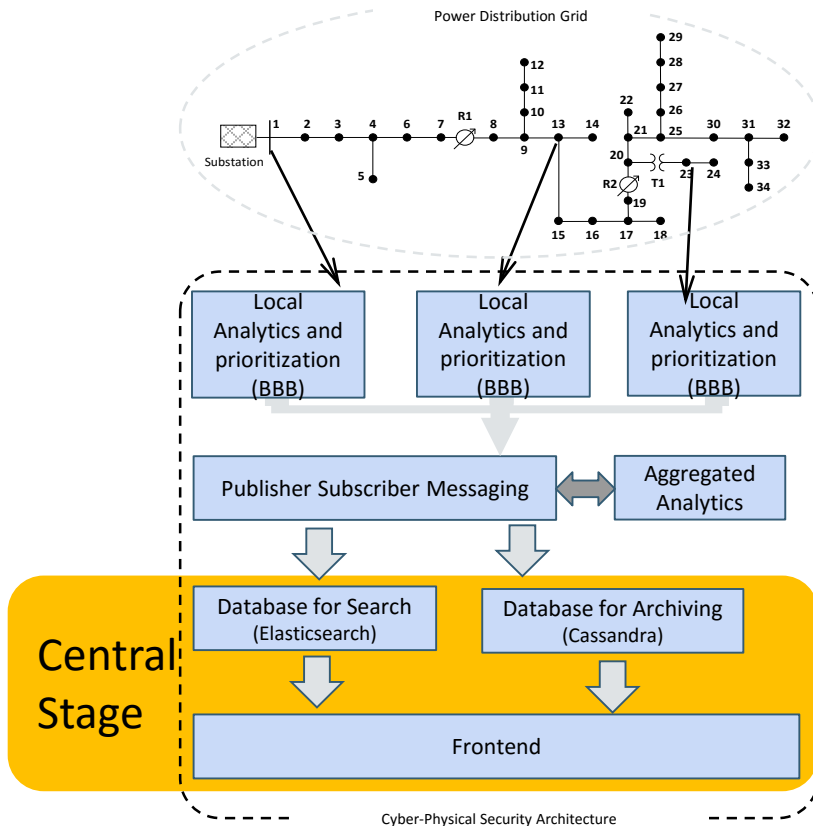 Power Distribution Grid
29
12
28
11
27
22
26
10
R1
1
2
3
4
6
7
8
13
14
21
25
30
31
32
9
20
Substation
33
R2
T1
23
24
5
19
34
15
16
17
18
Local
Analytics and
prioritization
(BBB)
Local
Analytics and
prioritization
(BBB)
Local
Analytics and
prioritization
(BBB)
Publisher Subscriber Messaging
Aggregated
Analytics
Central
Stage
Database for Search
(Elasticsearch)
Database for Archiving
(Cassandra)
Frontend
Cyber-Physical Security Architecture